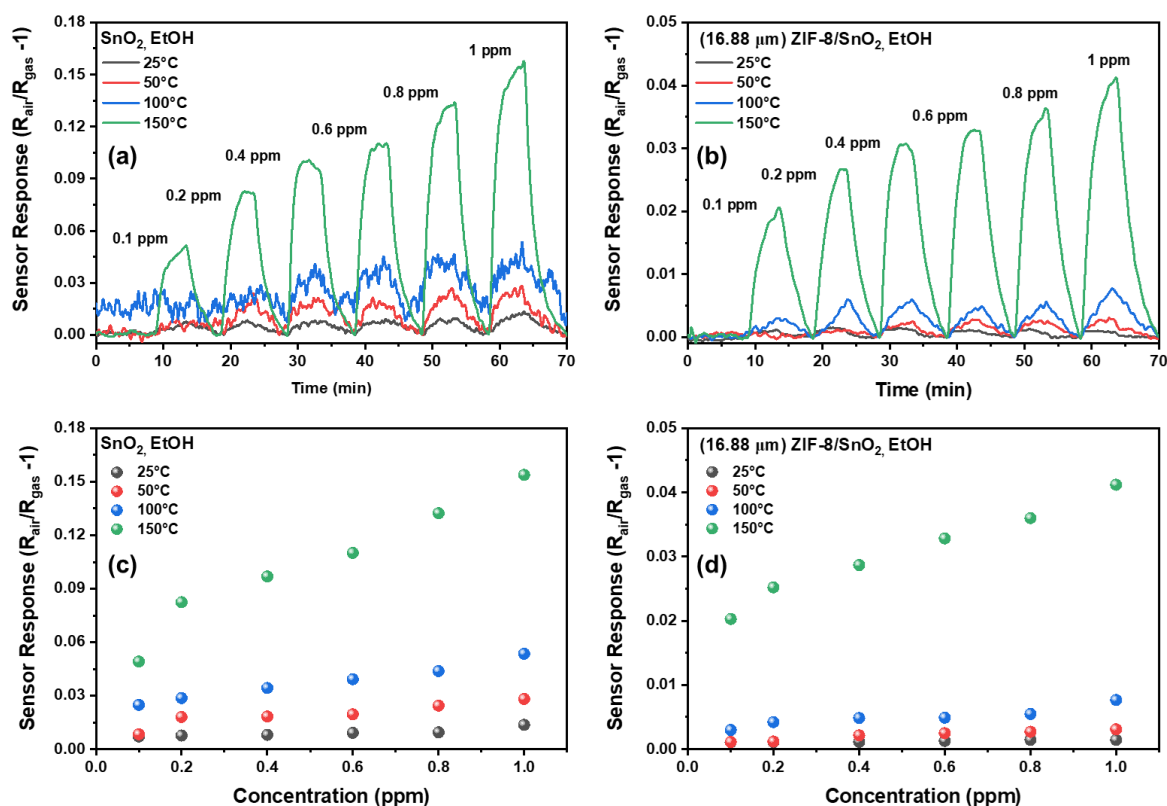 SnO2, EtOH
25°C
50°C
100°C
150°C
(a)
0.1 ppm
0.2 ppm
0.4 ppm
0.6 ppm
0.8 ppm
1 ppm
Sensor Response (Rair/Rgas -1)
0.18
0.15
0.12
0.09
0.06
0.03
0.00
0 10 20 30 40 50 60 70
Time (min)
(16.88 μm) ZIF-8/SnO2, EtOH
25°C
50°C
100°C
150°C
(b)
0.1 ppm
0.2 ppm
0.4 ppm
0.6 ppm
0.8 ppm
1 ppm
Sensor Response (Rair/Rgas -1)
0.05
0.04
0.03
0.02
0.01
0.00
0 10 20 30 40 50 60 70
Time (min)
SnO2, EtOH
25°C
50°C
100°C
150°C
(c)
Sensor Response (Rair/Rgas -1)
0.18
0.15
0.12
0.09
0.06
0.03
0.00
0.0 0.2 0.4 0.6 0.8 1.0
Concentration (ppm)
(16.88 μm) ZIF-8/SnO2, EtOH
25°C
50°C
100°C
150°C
(d)
Sensor Response (Rair/Rgas -1)
0.05
0.04
0.03
0.02
0.01
0.00
0.0 0.2 0.4 0.6 0.8 1.0
Concentration (ppm)